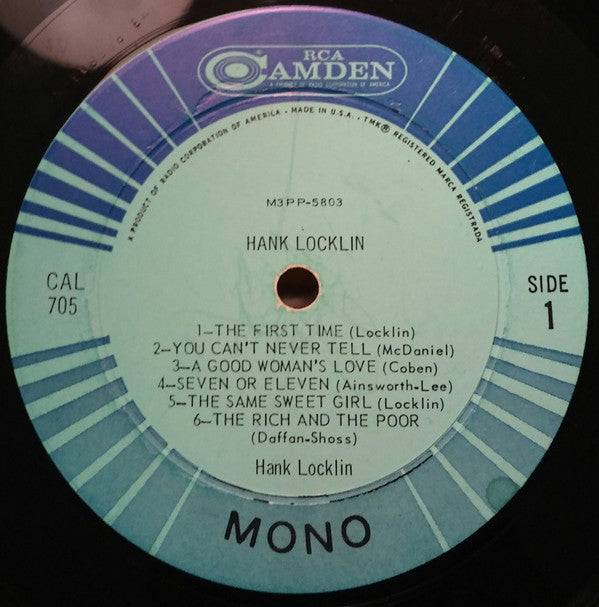 RCA
CAMDEN
A PRODUCT OF RADIO CORPORATION OF AMERICA
A PRODUCT OF RADIO CORPORATION OF AMERICA - MADE IN U.S.A. - TMK® REGISTERED MARCA REGISTRADA
M3PP-5803
HANK LOCKLIN
CAL
705
SIDE
1
1—THE FIRST TIME (Locklin)
2—YOU CAN'T NEVER TELL (McDaniel)
3—A GOOD WOMAN'S LOVE (Coben)
4—SEVEN OR ELEVEN (Ainsworth-Lee)
5—THE SAME SWEET GIRL (Locklin)
6—THE RICH AND THE POOR
(Daffan-Shoss)
Hank Locklin
MONO